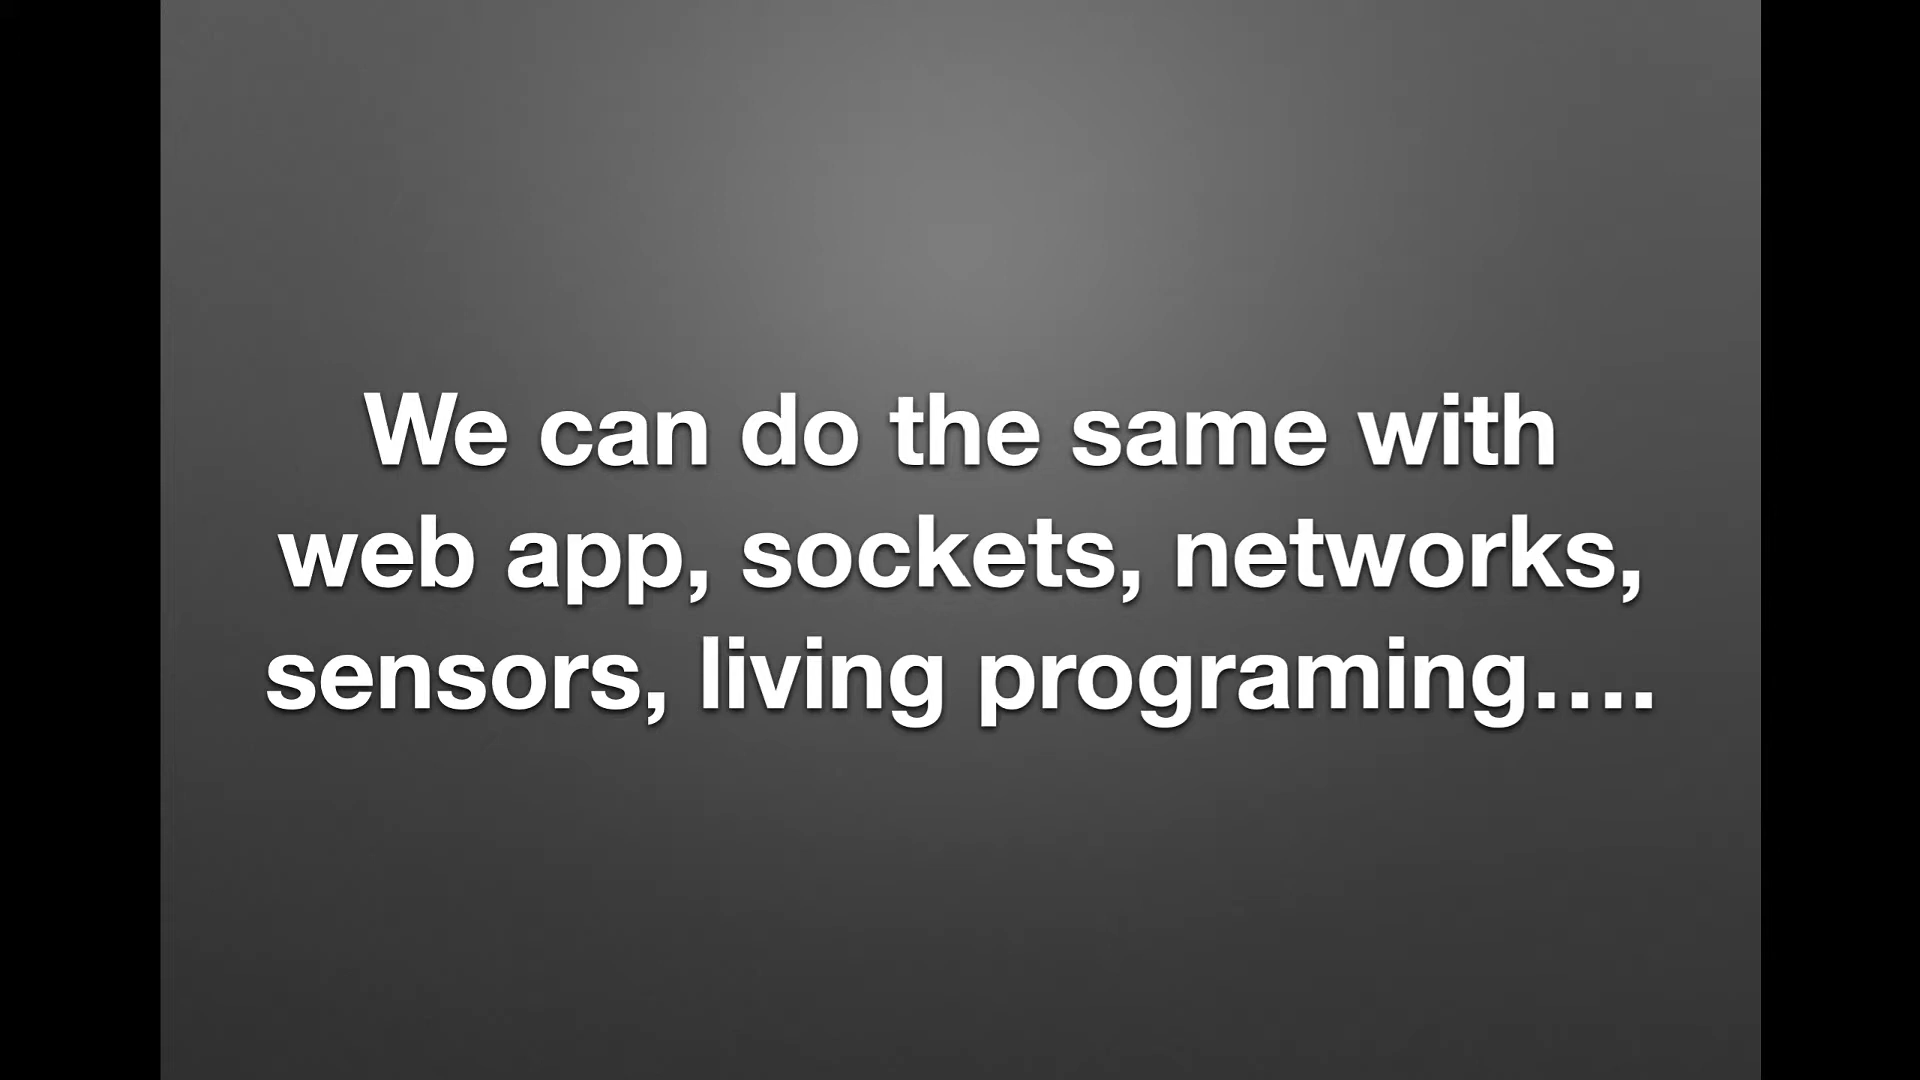 We can do the same with
web app, sockets, networks,
sensors, living programing….